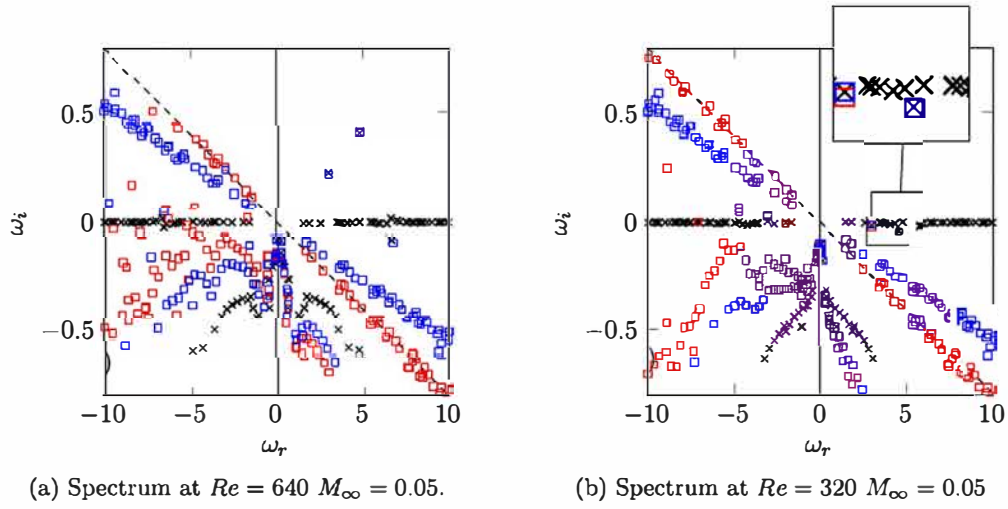 0.5
0
−0.5
ω_i
−10
−5
0
5
10
ω_r
(a) Spectrum at Re = 640 M_∞ = 0.05.
0.5
0
−0.5
ω_i
−10
−5
0
5
10
ω_r
(b) Spectrum at Re = 320 M_∞ = 0.05